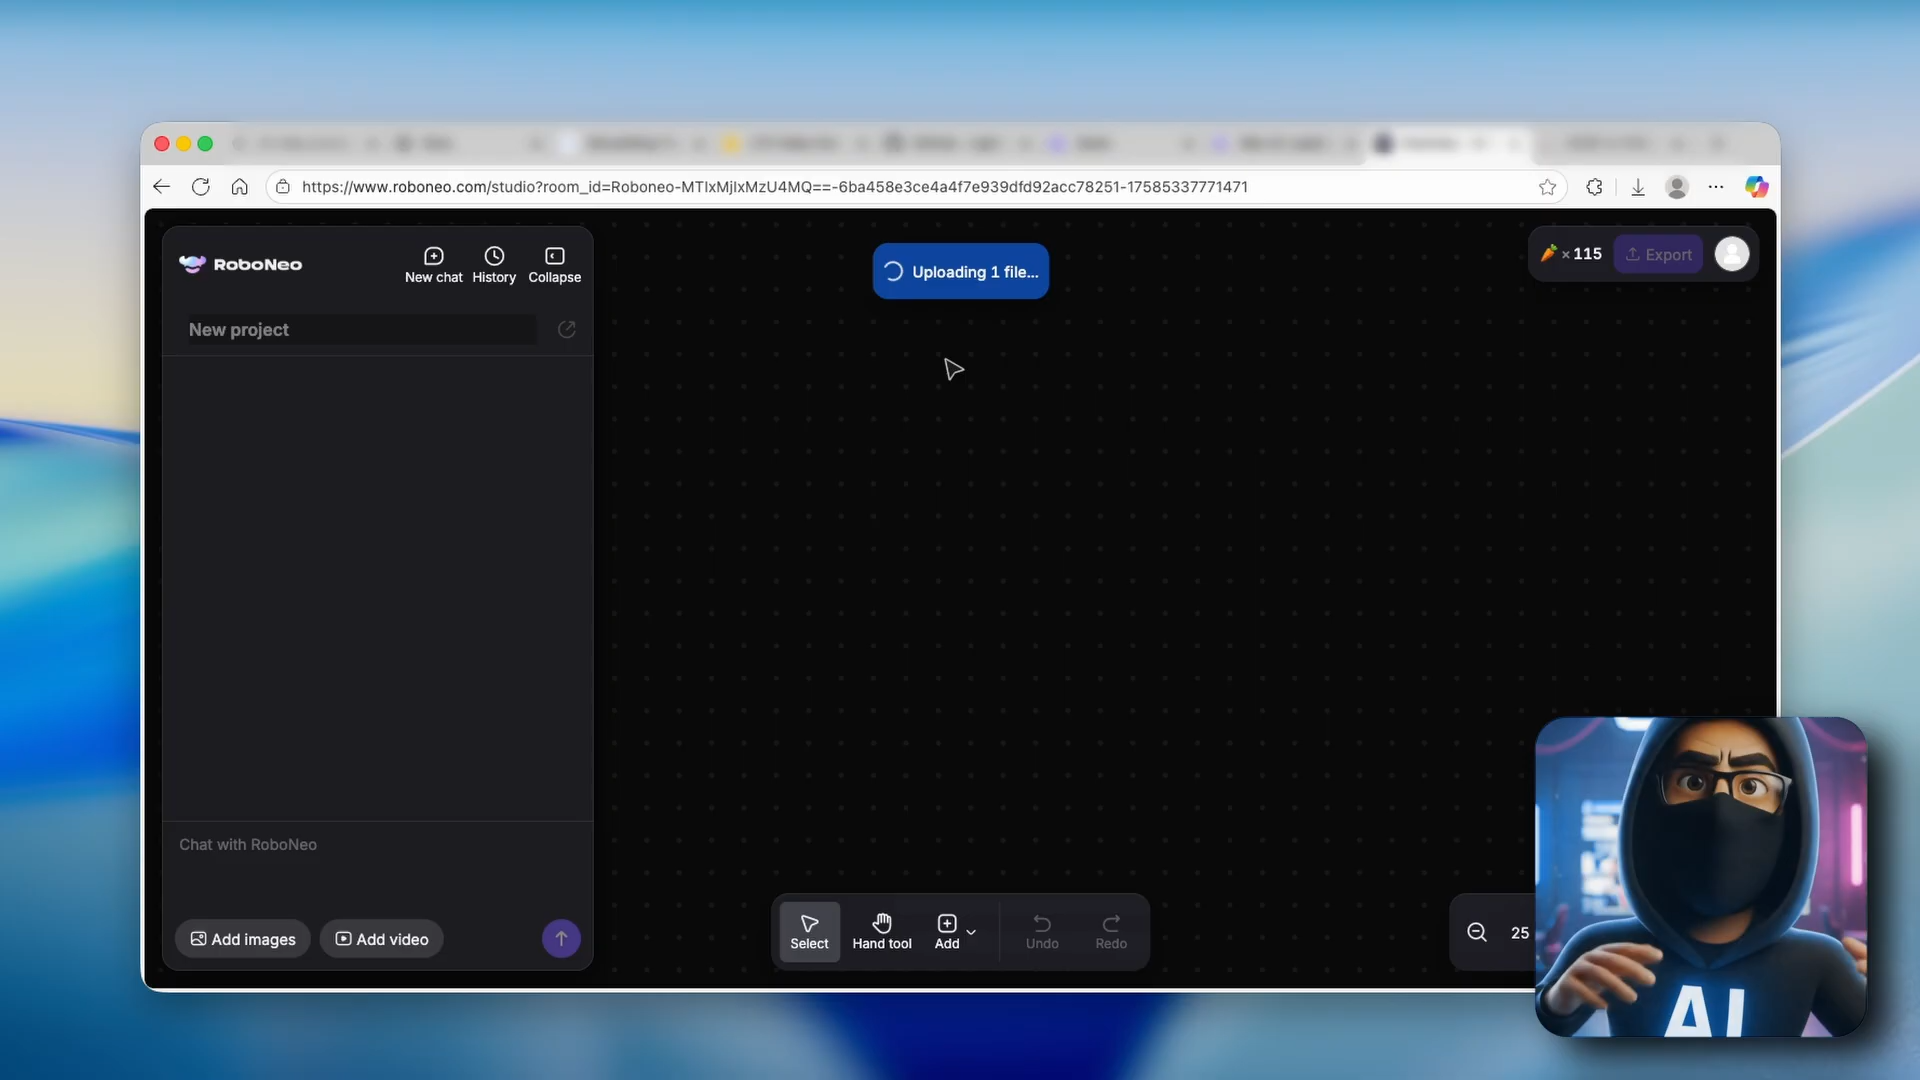 https://www.roboneo.com/studio?room_id=Roboneo-MTIxMjIxMzU4MQ==-6ba458e3ce4a4f7e939dfd92acc78251-17585337771471
RoboNeo
New chat
History
Collapse
Uploading 1 file...
× 115
Export
New project
Chat with RoboNeo
Add images
Add video
Select
Hand tool
Add
Undo
Redo
25
AI